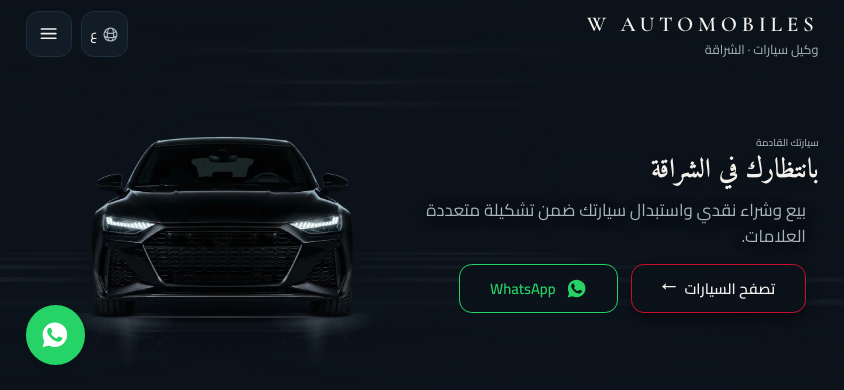 W AUTOMOBILES
وكيل سيارات · الشراقة
ع
سيارتك القادمة
بانتظارك في الشراقة
بيع وشراء نقدي واستبدال سيارتك ضمن تشكيلة متعددة
العلامات.
تصفح السيارات ←
WhatsApp